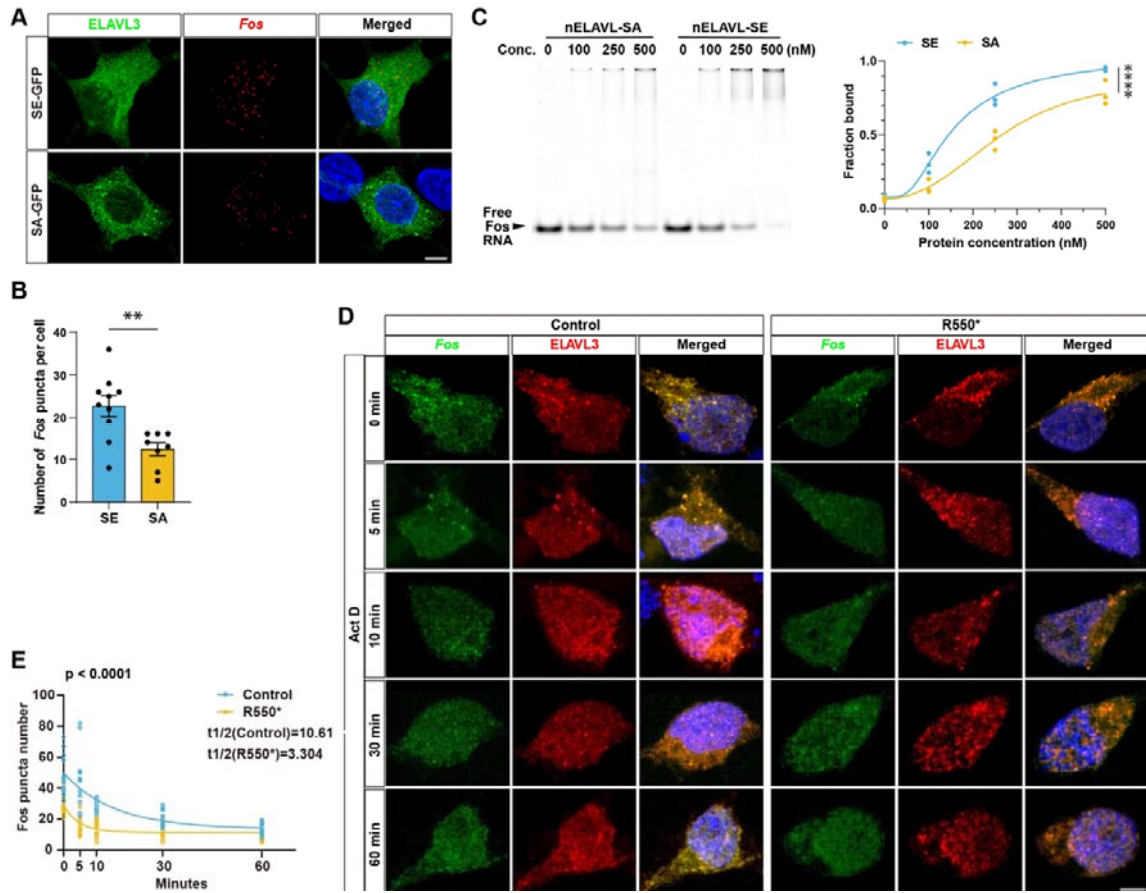 A
ELAVL3
Fos
Merged
SE-GFP
SA-GFP
B
**
Number of Fos puncta per cell
40
30
20
10
0
SE
SA
C
nELAVL-SA
nELAVL-SE
Conc. 0 100 250 500 0 100 250 500 (nM)
Free
Fos
RNA
SE
SA
Fraction bound
1.0
0.5
0.0
0 100 200 300 400 500
Protein concentration (nM)
****
D
Control
R550*
Fos
ELAVL3
Merged
Fos
ELAVL3
Merged
Act D
0 min
5 min
10 min
30 min
60 min
E
p < 0.0001
Control
R550*
t1/2(Control)=10.61
t1/2(R550*)=3.304
Fos puncta number
100
80
60
40
20
0
0 5 10 30 60
Minutes